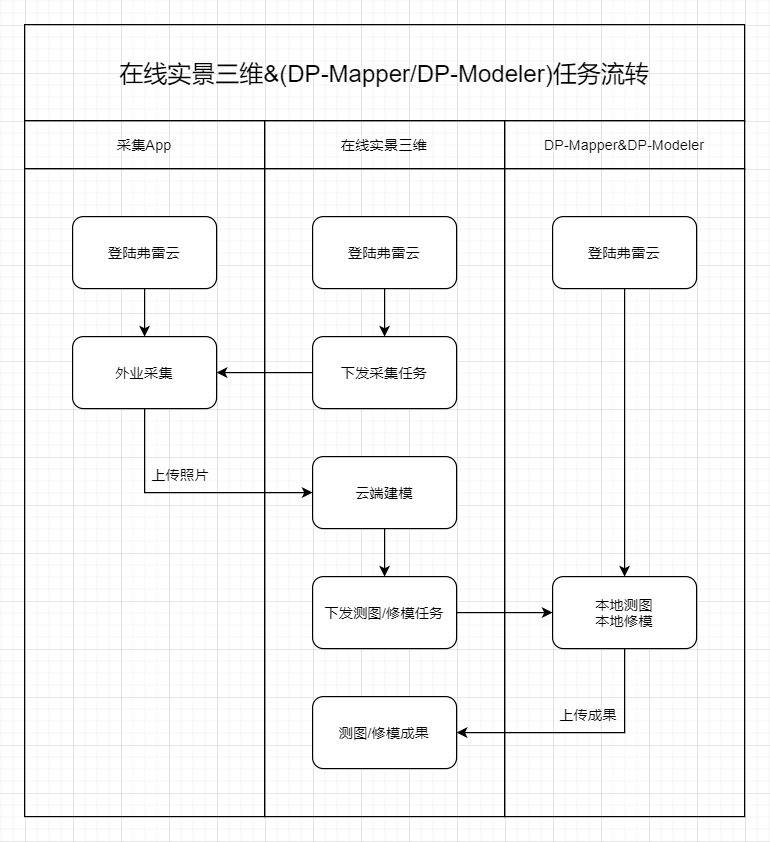 在线实景三维&(DP-Mapper/DP-Modeler)任务流转
采集App
在线实景三维
DP-Mapper&DP-Modeler
登陆弗雷云
登陆弗雷云
登陆弗雷云
外业采集
下发采集任务
上传照片
云端建模
下发测图/修模任务
本地测图
本地修模
上传成果
测图/修模成果